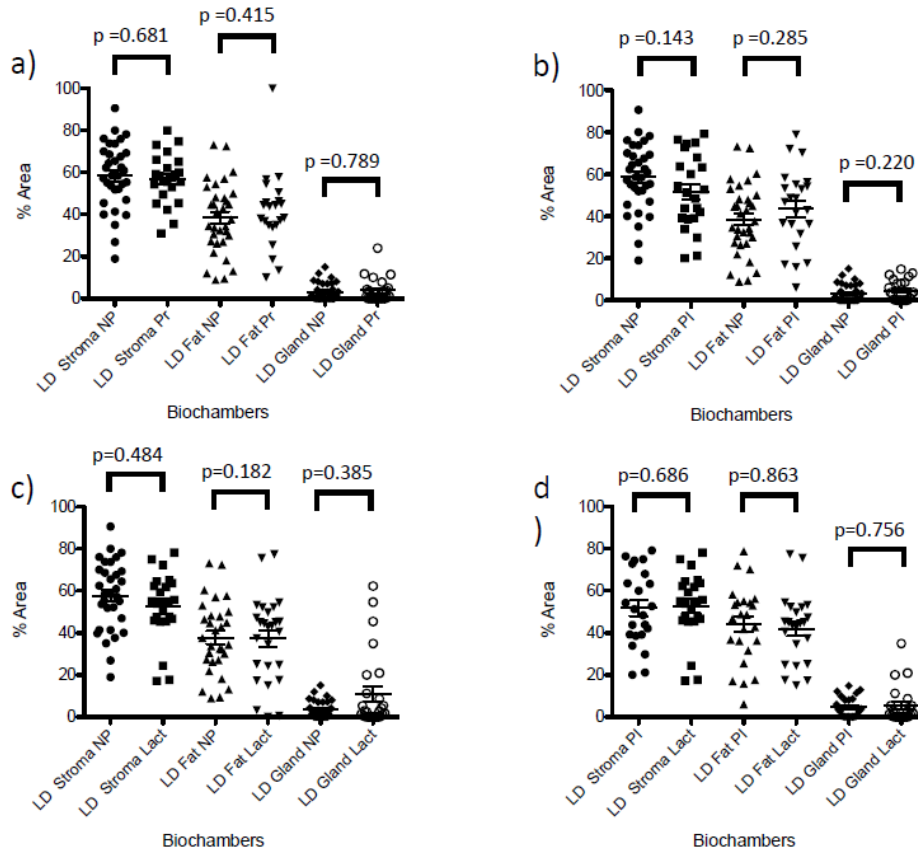 a)
p =0.681
p =0.415
p =0.789
% Area
100
80
60
40
20
0
LD Stroma NP
LD Stroma Pr
LD Fat NP
LD Fat Pr
LD Gland NP
LD Gland Pr
Biochambers
b)
p =0.143
p =0.285
p =0.220
% Area
100
80
60
40
20
0
LD Stroma NP
LD Stroma PI
LD Fat NP
LD Fat PI
LD Gland NP
LD Gland PI
Biochambers
c)
p=0.484
p=0.182
p=0.385
% Area
100
80
60
40
20
0
LD Stroma NP
LD Stroma Lact
LD Fat NP
LD Fat Lact
LD Gland NP
LD Gland Lact
Biochambers
d
)
p=0.686
p=0.863
p=0.756
% Area
100
80
60
40
20
0
LD Stroma PI
LD Stroma Lact
LD Fat PI
LD Fat Lact
LD Gland PI
LD Gland Lact
Biochambers